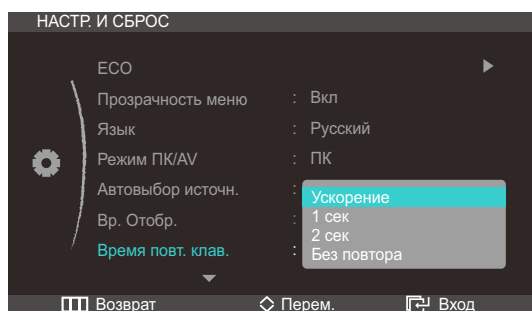 НАСТР. И СБРОС
ECO
Прозрачность меню : Вкл
Язык : Русский
Режим ПК/AV : ПК
Автовыбор источн. :
Ускорение
Вр. Отобр. :
1 сек
2 сек
Время повт. клав. :
Без повтора
Возврат Перем. Вход